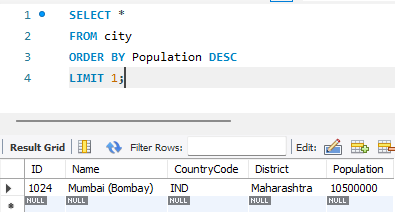 1 SELECT *
2 FROM city
3 ORDER BY Population DESC
4 LIMIT 1;
Result Grid Filter Rows: Edit:
ID Name CountryCode District Population
1024 Mumbai (Bombay) IND Maharashtra 10500000
NULL NULL NULL NULL NULL